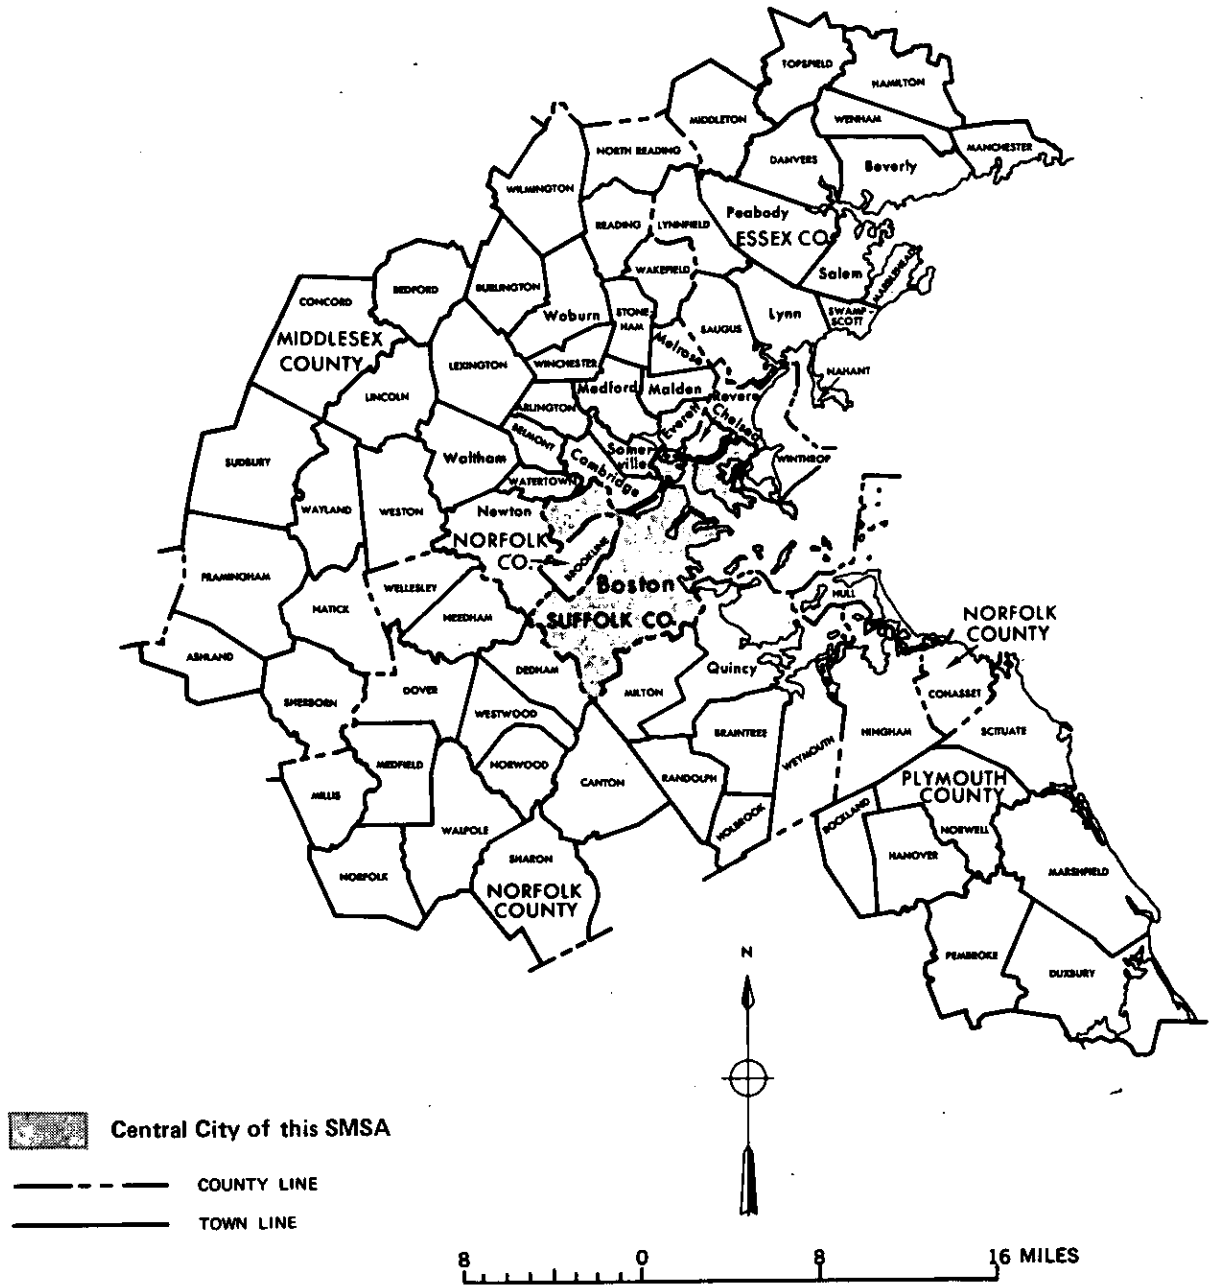 TOPSFIELD
HAMILTON
MIDDLETON
WENHAM
NORTH READING
DANVERS
MANCHESTER
Beverly
WILMINGTON
Peabody
READING
LYNNFIELD
ESSEX CO.
WAKEFIELD
Salem
MARBLEHEAD
BEDFORD
BURLINGTON
CONCORD
Woburn
STONE-
HAM
SAUGUS
Lynn
SWAMP-
SCOTT
MIDDLESEX
COUNTY
Melrose
LEXINGTON
WINCHESTER
NAHANT
LINCOLN
Medford
Malden
Revere
ARLINGTON
Everett
Chelsea
BELMONT
Somer-
ville
SUDBURY
Waltham
WINTHROP
Cambridge
WATERTOWN
WAYLAND
WESTON
Newton
NORFOLK
CO.
BROOKLINE
FRAMINGHAM
WELLESLEY
Boston
HULL
NATICK
NEEDHAM
SUFFOLK CO.
NORFOLK
COUNTY
ASHLAND
DEDHAM
Quincy
DOVER
MILTON
COHASSET
SHERBORN
WESTWOOD
BRAINTREE
WEYMOUTH
HINGHAM
SCITUATE
MEDFIELD
NORWOOD
CANTON
RANDOLPH
PLYMOUTH
COUNTY
MILLIS
HOLBROOK
ROCKLAND
WALPOLE
NORWELL
SHARON
HANOVER
NORFOLK
MARSHFIELD
NORFOLK
COUNTY
PEMBROKE
DUXBURY
N
Central City of this SMSA
COUNTY LINE
TOWN LINE
8 0 8 16 MILES